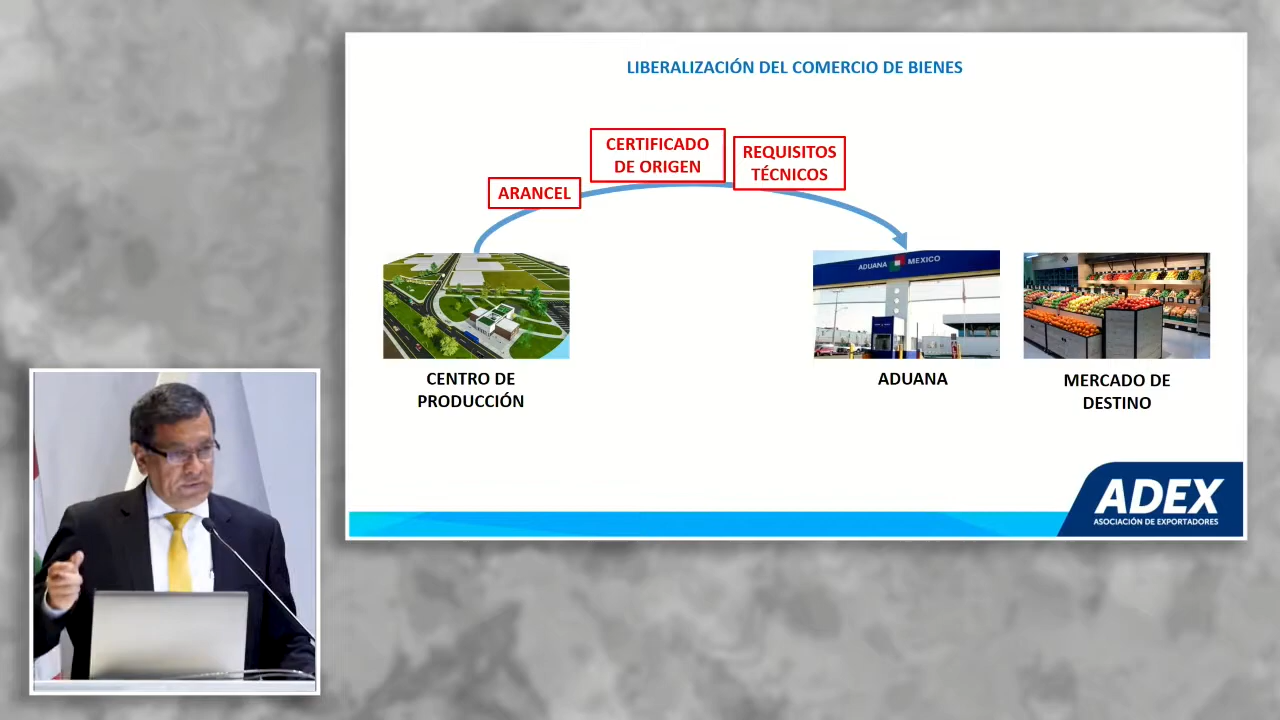 LIBERALIZACIÓN DEL COMERCIO DE BIENES
CERTIFICADO
DE ORIGEN
REQUISITOS
TÉCNICOS
ARANCEL
ADUANA MEXICO
CENTRO DE
PRODUCCIÓN
ADUANA
MERCADO DE
DESTINO
ADEX
ASOCIACIÓN DE EXPORTADORES